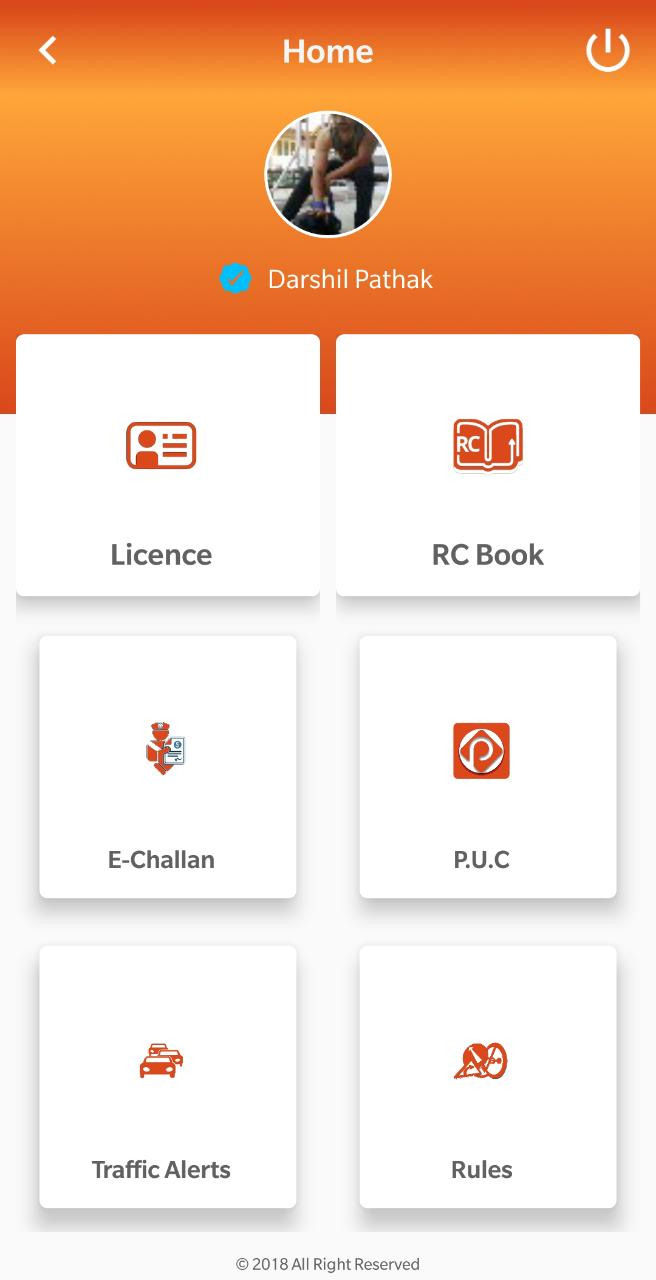 Home
Darshil Pathak
RC
Licence
RC Book
E-Challan
P.U.C
Traffic Alerts
Rules
© 2018 All Right Reserved